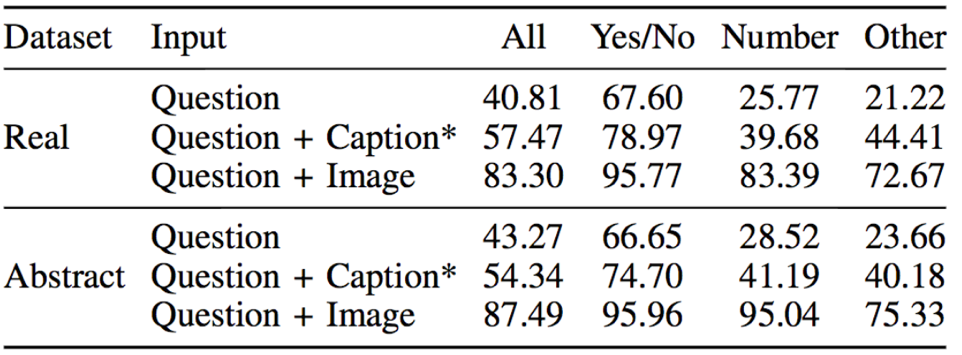 Dataset Input All Yes/No Number Other
Question 40.81 67.60 25.77 21.22
Real Question + Caption* 57.47 78.97 39.68 44.41
Question + Image 83.30 95.77 83.39 72.67
Question 43.27 66.65 28.52 23.66
Abstract Question + Caption* 54.34 74.70 41.19 40.18
Question + Image 87.49 95.96 95.04 75.33